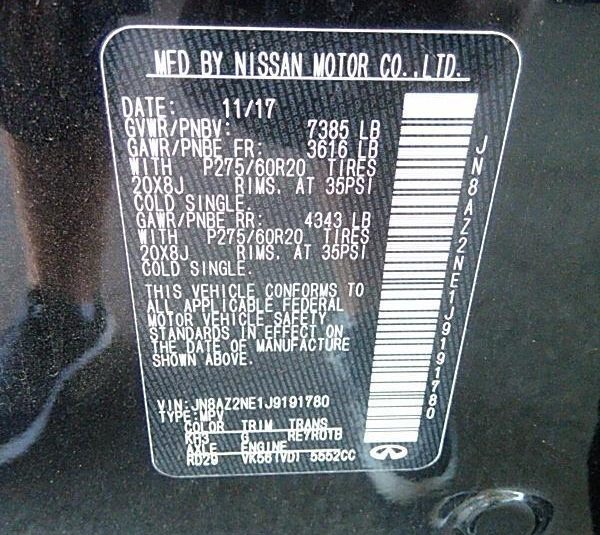 MFD BY NISSAN MOTOR CO.,LTD.
DATE: 11/17
GVWR/PNBV: 7385 LB
GAWR/PNBE FR: 3616 LB
WITH P275/60R20 TIRES
20X8J RIMS. AT 35PSI
COLD SINGLE.
GAWR/PNBE RR: 4343 LB
WITH P275/60R20 TIRES
20X8J RIMS. AT 35PSI
COLD SINGLE.
THIS VEHICLE CONFORMS TO
ALL APPLICABLE FEDERAL
MOTOR VEHICLE SAFETY
STANDARDS IN EFFECT ON
THE DATE OF MANUFACTURE
SHOWN ABOVE.
VIN: JN8AZ2NE1J9191780
TYPE: MPV
COLOR TRIM TRANS
KH3 G RE7R01B
AXLE ENGINE
RD29 VK56(VD) 5552CC
JN8AZ2NE1J9191780